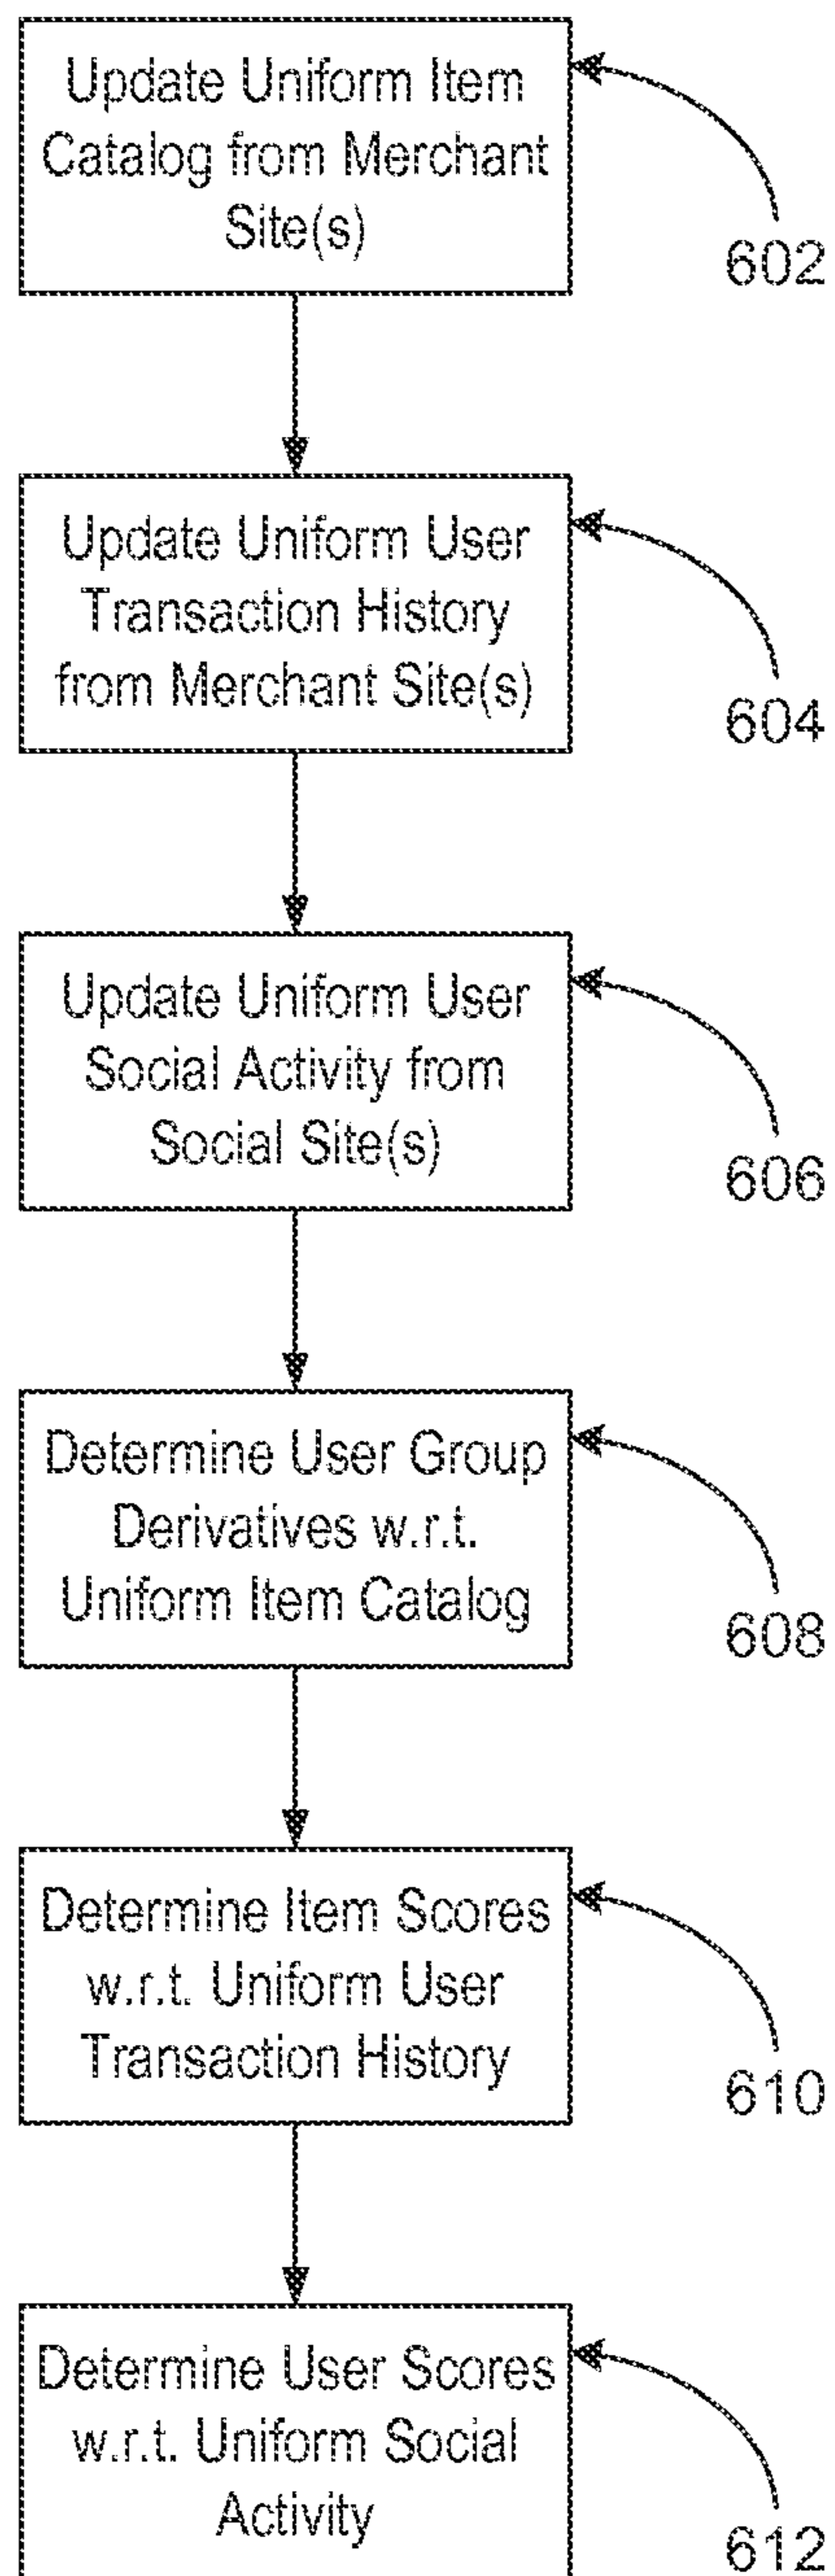 Update Uniform Item
Catalog from Merchant
Site(s)
602
Update Uniform User
Transaction History
from Merchant Site(s)
604
Update Uniform User
Social Activity from
Social Site(s)
606
Determine User Group
Derivatives w.r.t.
Uniform Item Catalog
608
Determine Item Scores
w.r.t. Uniform User
Transaction History
610
Determine User Scores
w.r.t. Uniform Social
Activity
612